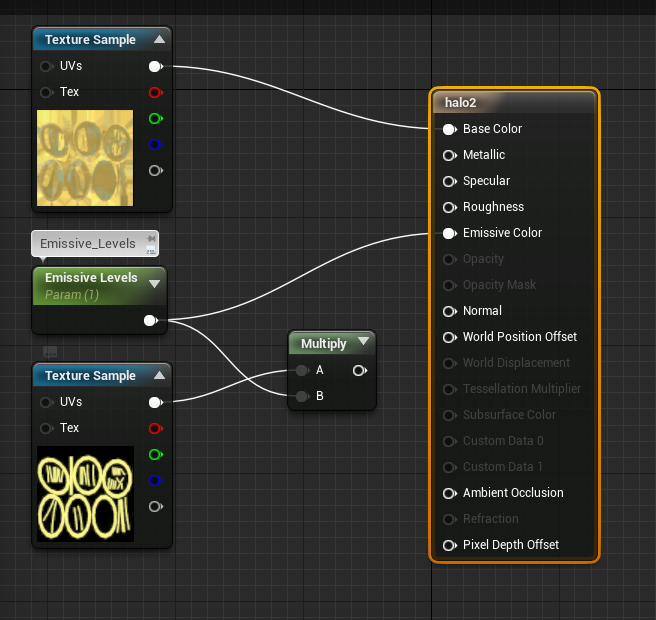 Texture Sample
UVs
Tex
Emissive_Levels
Emissive Levels
Param (1)
Texture Sample
UVs
Tex
Multiply
A
B
halo2
Base Color
Metallic
Specular
Roughness
Emissive Color
Opacity
Opacity Mask
Normal
World Position Offset
World Displacement
Tessellation Multiplier
Subsurface Color
Custom Data 0
Custom Data 1
Ambient Occlusion
Refraction
Pixel Depth Offset